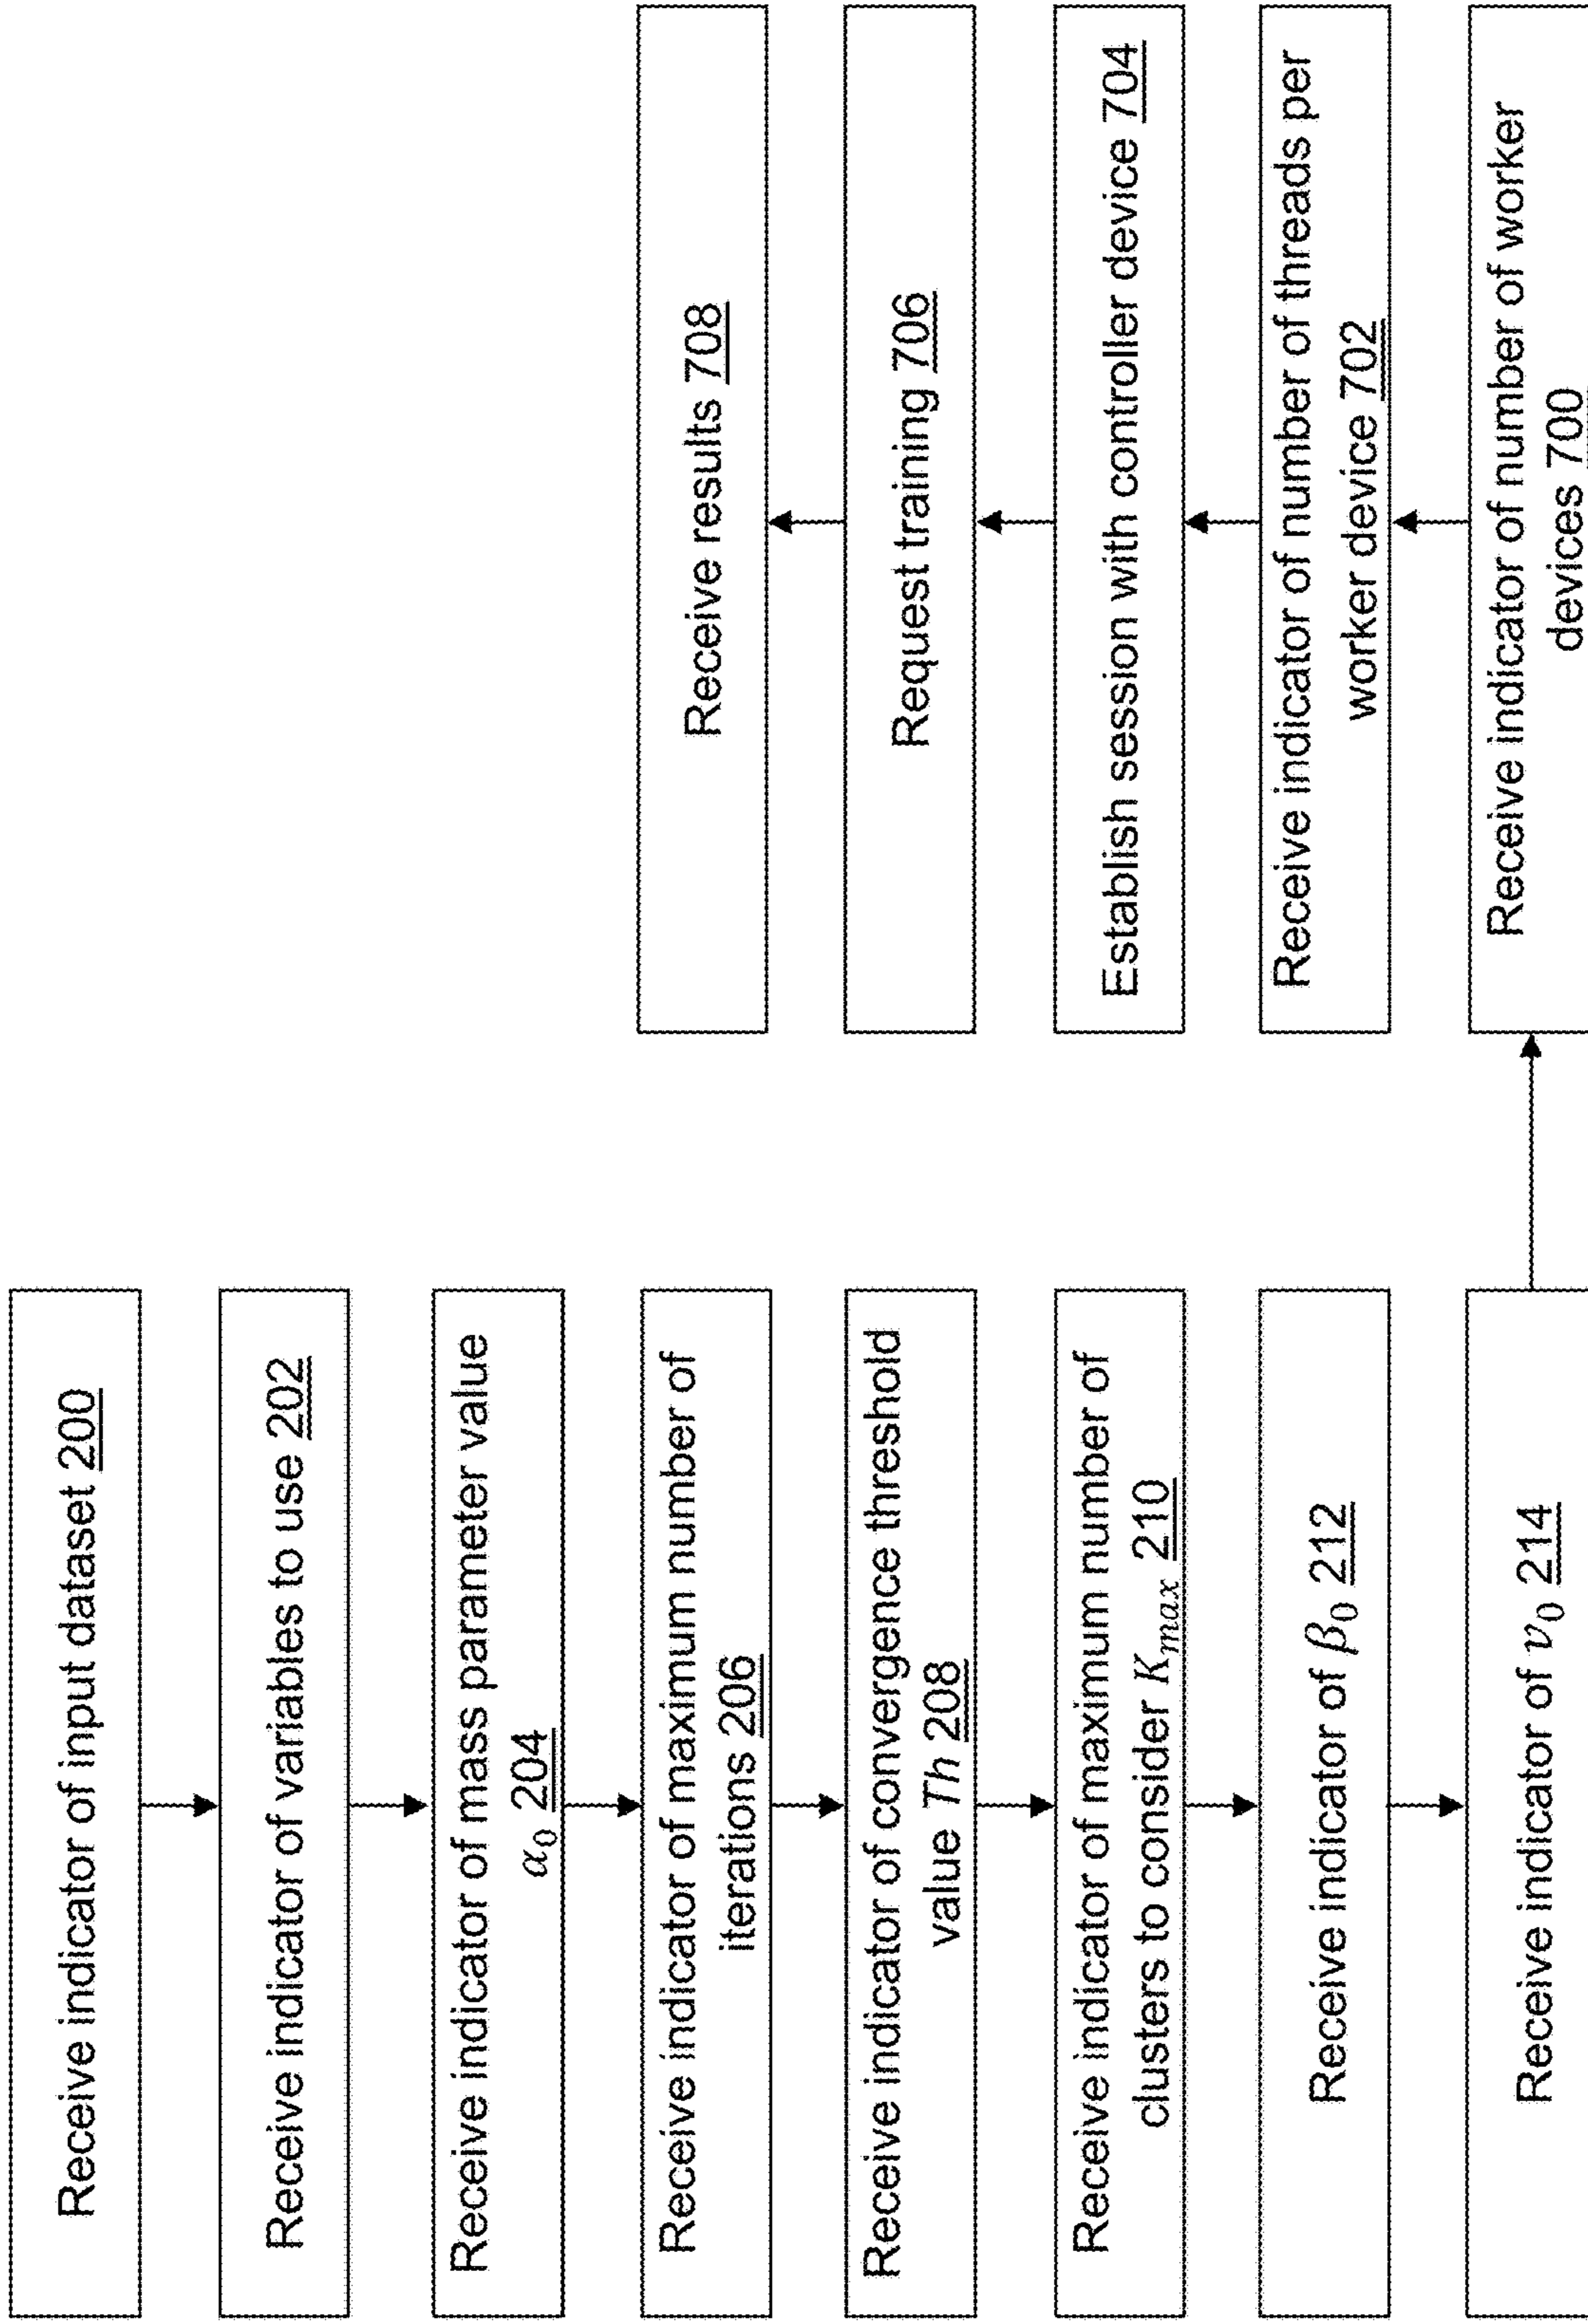 Receive indicator of input dataset 200
Receive indicator of variables to use 202
Receive indicator of mass parameter value
α₀ 204
Receive indicator of maximum number of
iterations 206
Receive indicator of convergence threshold
value Th 208
Receive indicator of maximum number of
clusters to consider Kₘₐₓ 210
Receive indicator of β₀ 212
Receive indicator of ν₀ 214
Receive indicator of number of worker
devices 700
Receive indicator of number of threads per
worker device 702
Establish session with controller device 704
Request training 706
Receive results 708